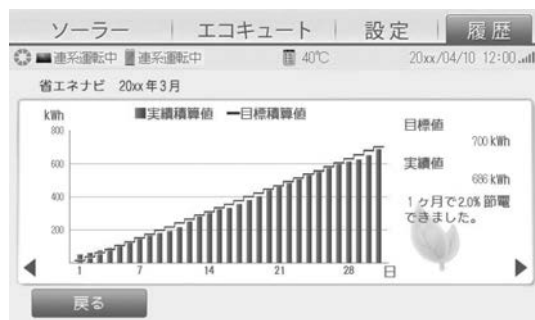 ソーラー エコキュート 設定 履歴
連系運転中 連系運転中 40℃ 20xx/04/10 12:00
省エネナビ 20xx年3月
kWh ■実績積算値 ー目標積算値
800
600
400
200
1 7 14 21 28 日
目標値
700 kWh
実績値
686 kWh
1ヶ月で2.0% 節電
できました。
戻る